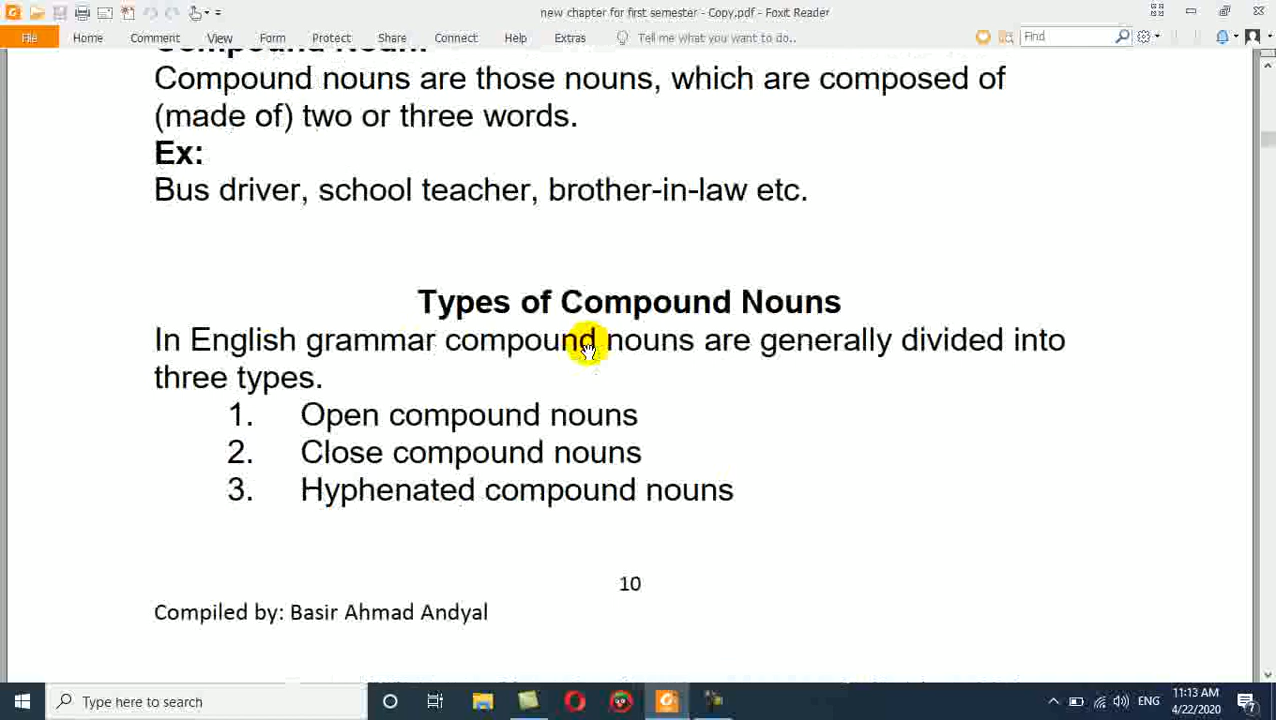 new chapter for first semester - Copy.pdf - Foxit Reader
File Home Comment View Form Protect Share Connect Help Extras Tell me what you want to do.. Find
Compound Noun:
Compound nouns are those nouns, which are composed of
(made of) two or three words.
Ex:
Bus driver, school teacher, brother-in-law etc.
Types of Compound Nouns
In English grammar compound nouns are generally divided into
three types.
1. Open compound nouns
2. Close compound nouns
3. Hyphenated compound nouns
10
Compiled by: Basir Ahmad Andyal
Type here to search
ENG
11:13 AM
4/22/2020
7